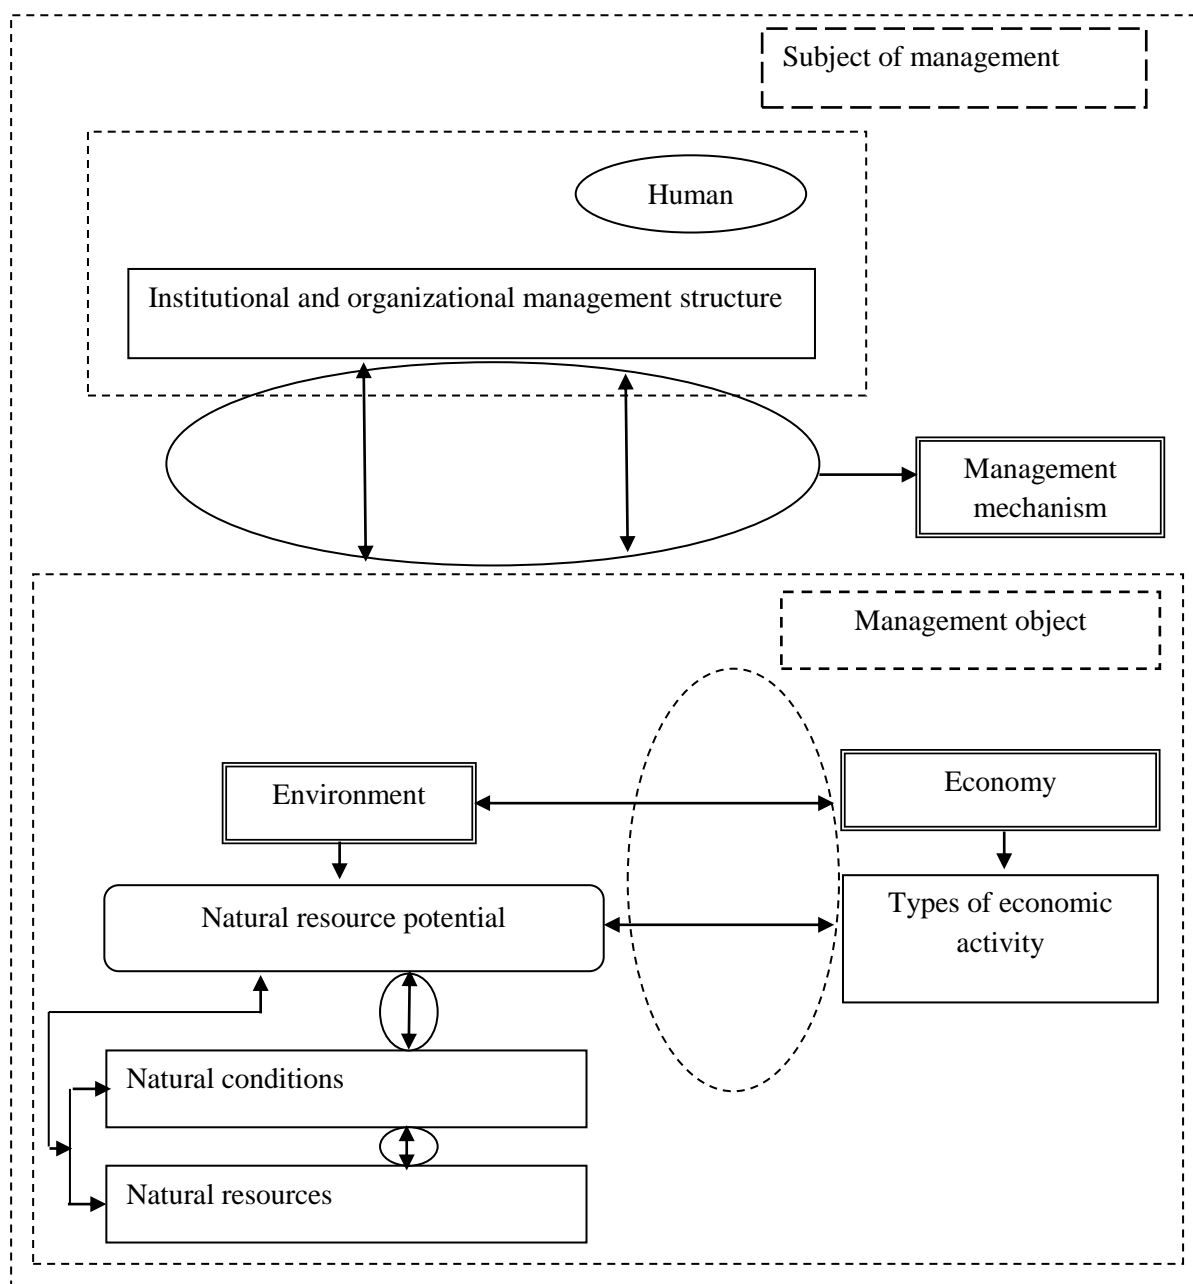 Subject of management
Human
Institutional and organizational management structure
Management
mechanism
Management object
Environment
Economy
Natural resource potential
Types of economic
activity
Natural conditions
Natural resources